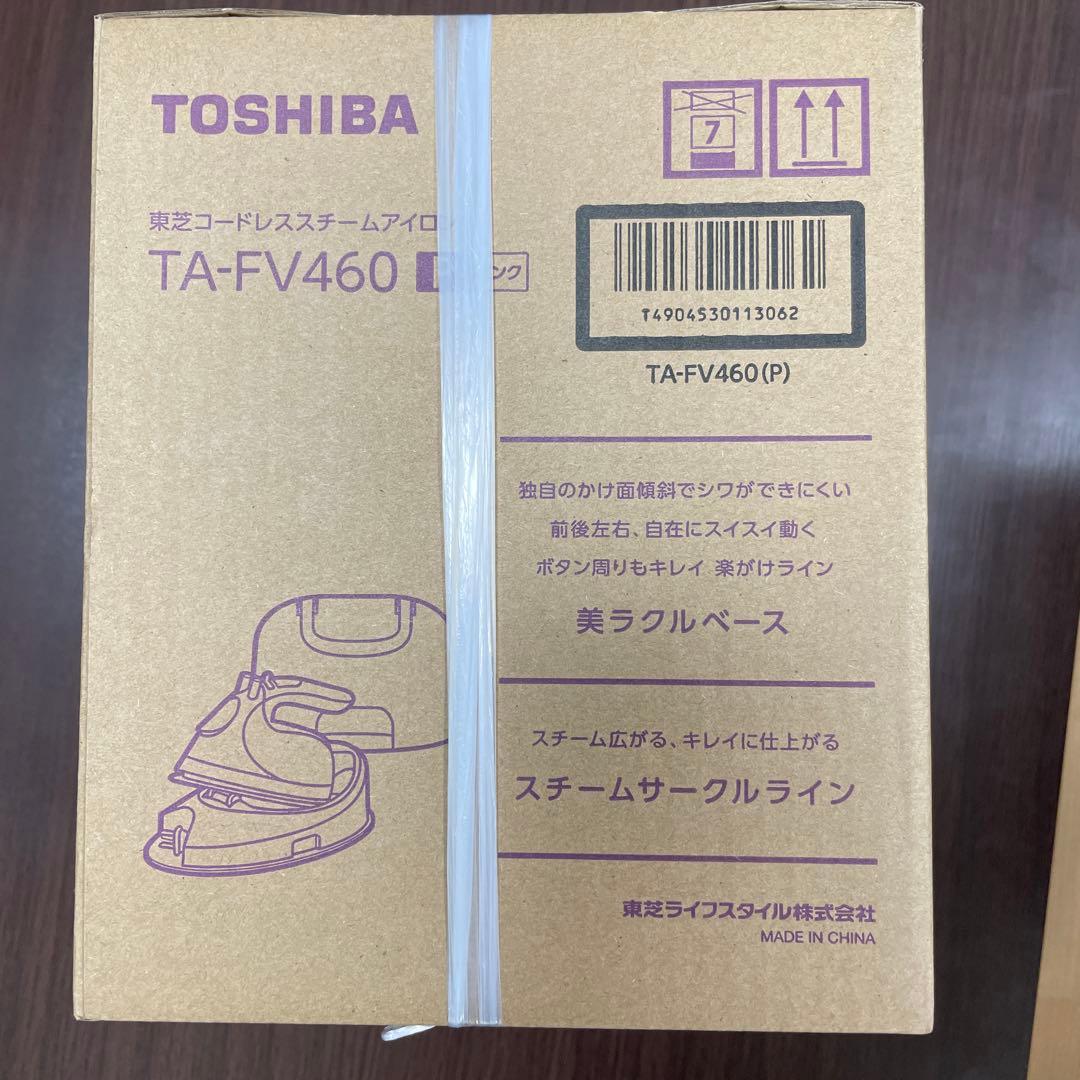 TOSHIBA
7
東芝コードレススチームアイロン
TA-FV460
T4904530113062
TA-FV460(P)
独自のかけ面傾斜でシワができにくい
前後左右、自在にスイスイ動く
ボタン周りもキレイ 楽がけライン
美ラクルベース
スチーム広がる、キレイに仕上がる
スチームサークルライン
東芝ライフスタイル株式会社
MADE IN CHINA